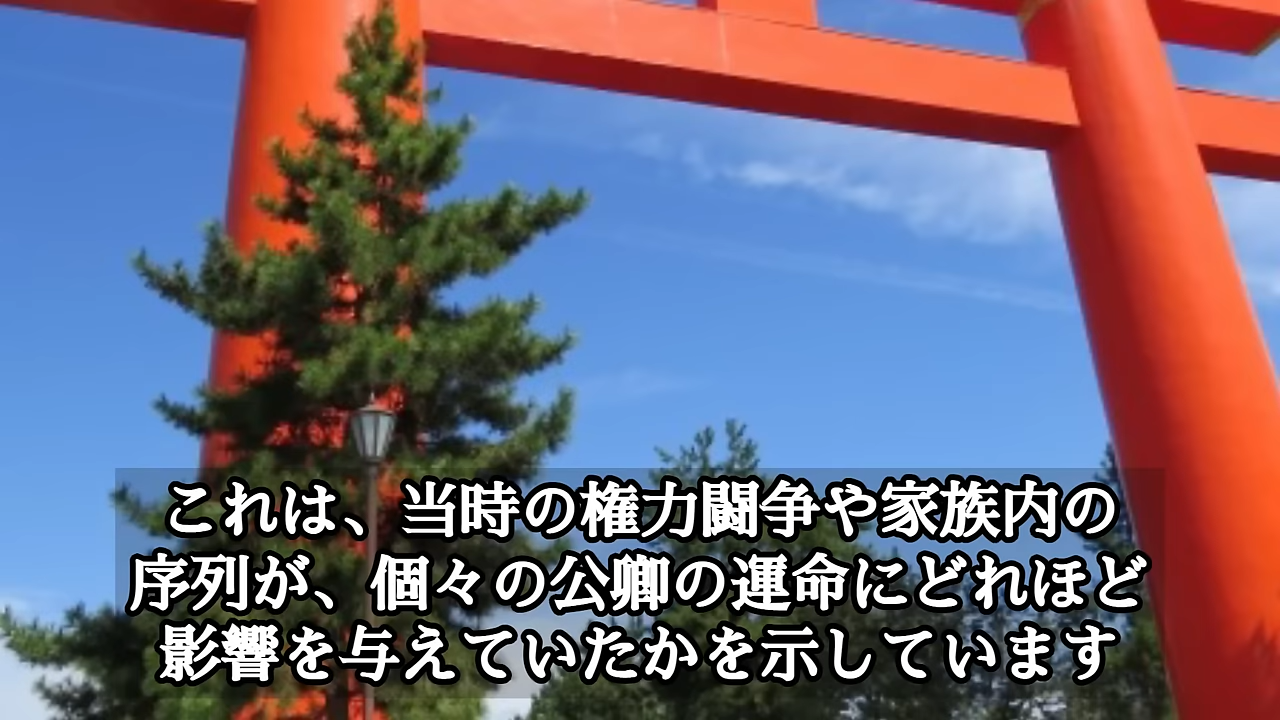 これは、当時の権力闘争や家族内の
序列が、個々の公卿の運命にどれほど
影響を与えていたかを示しています